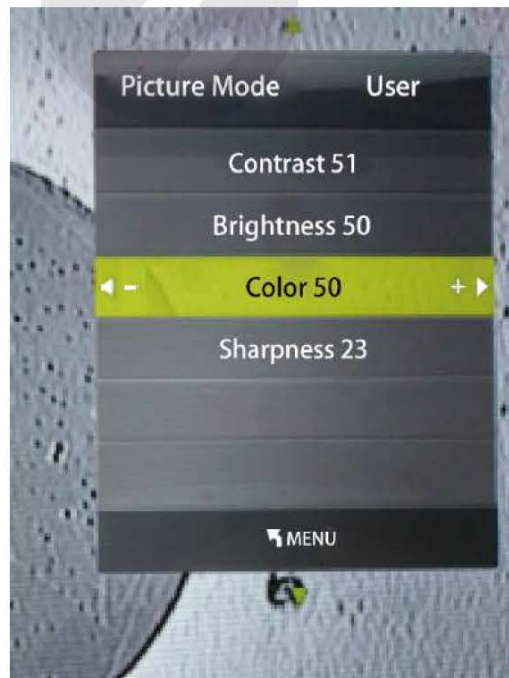 Picture Mode User
Contrast 51
Brightness 50
- Color 50 +
Sharpness 23
MENU